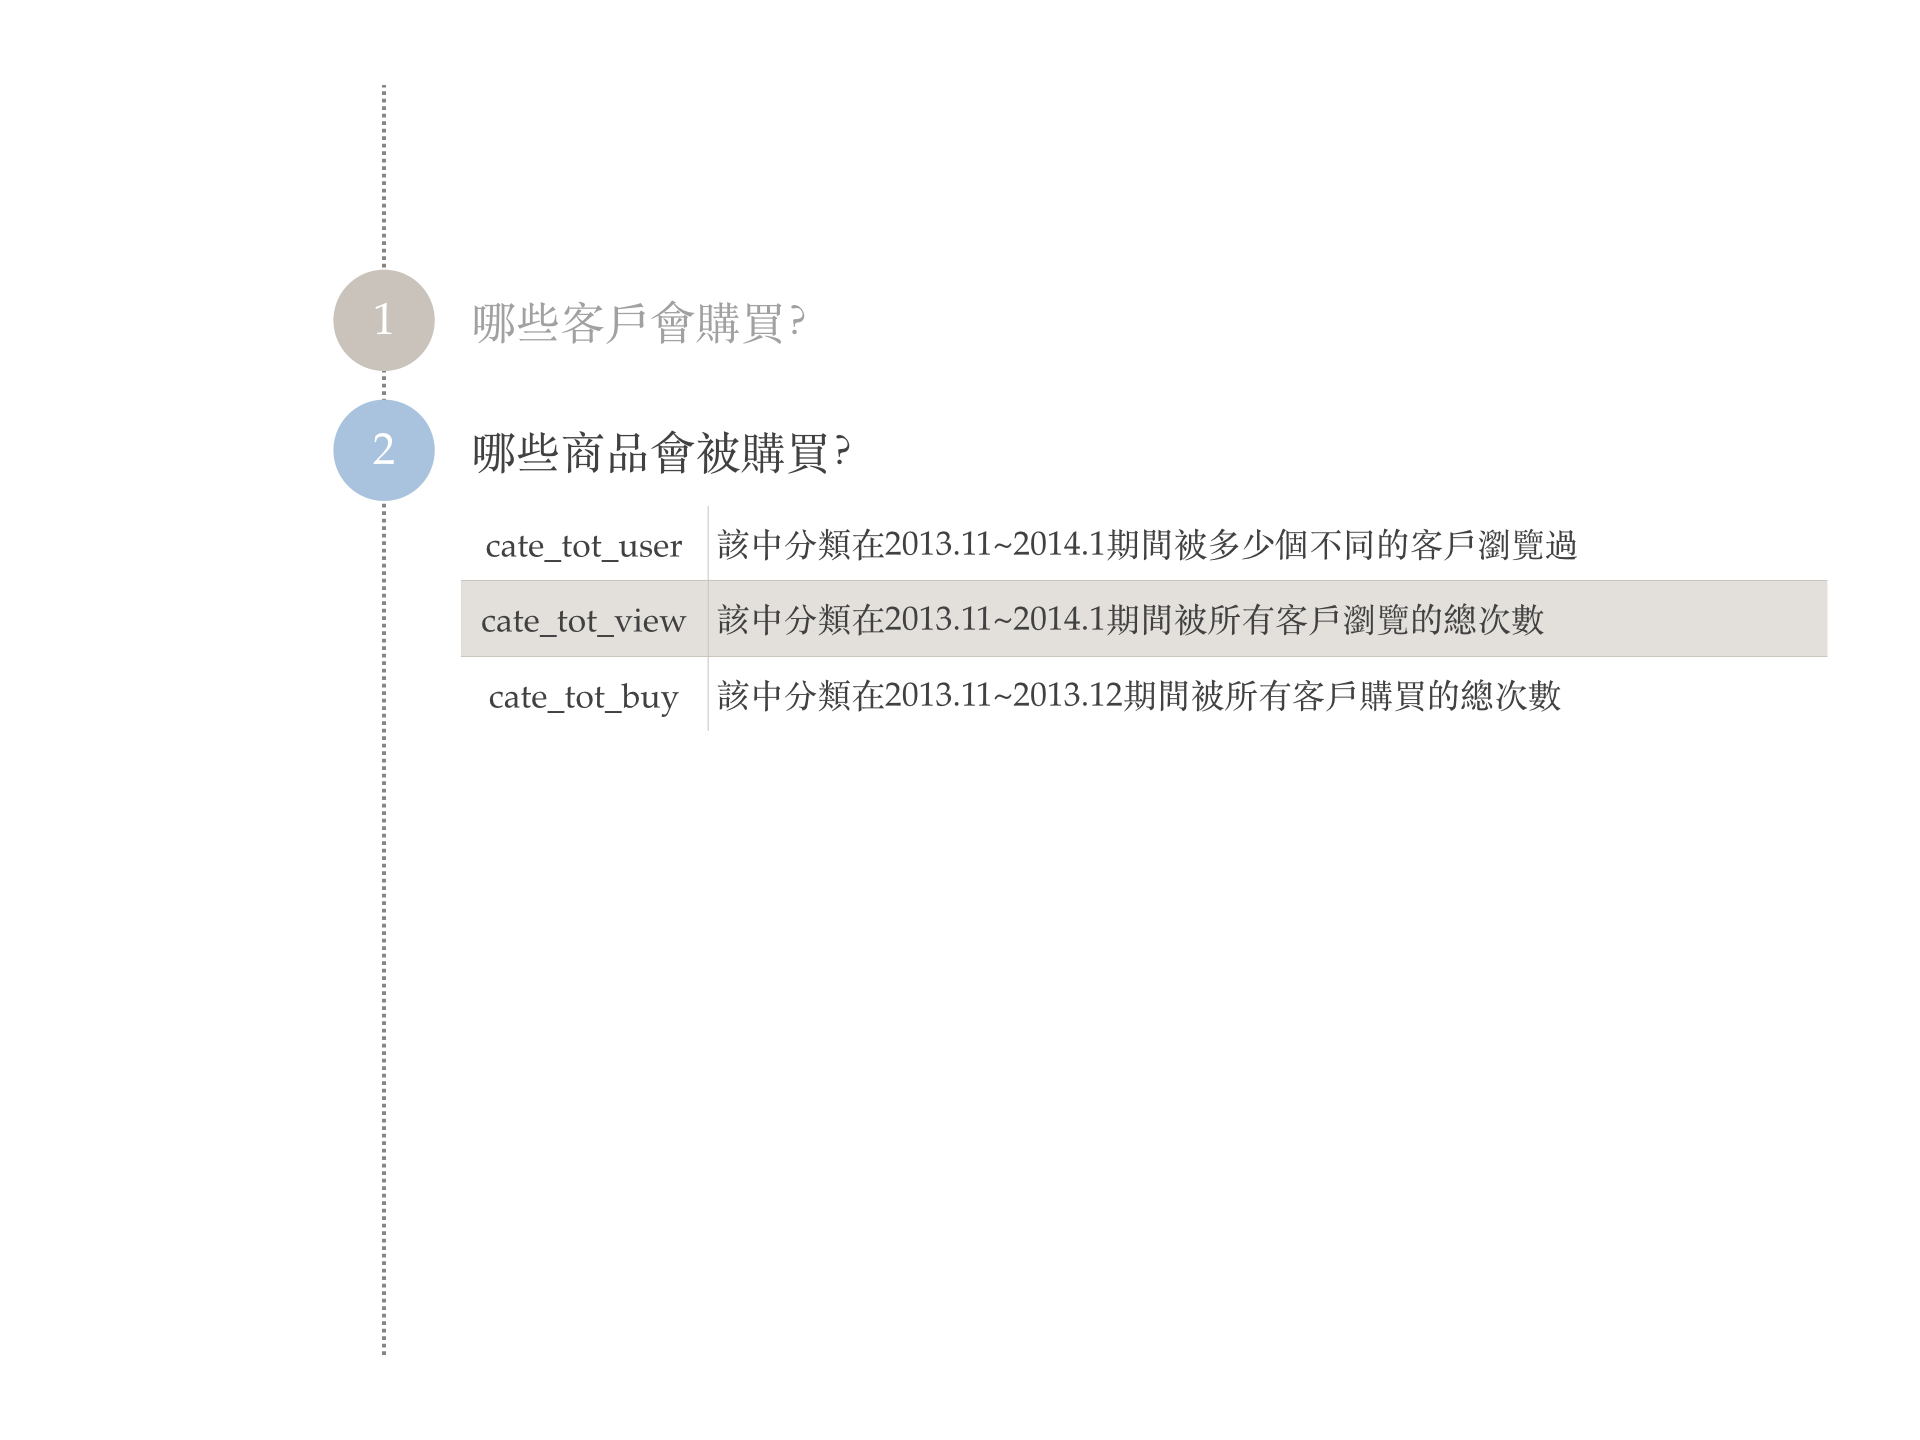 1
哪些客戶會購買?
2
哪些商品會被購買?
cate_tot_user 該中分類在2013.11~2014.1期間被多少個不同的客戶瀏覽過
cate_tot_view 該中分類在2013.11~2014.1期間被所有客戶瀏覽的總次數
cate_tot_buy 該中分類在2013.11~2013.12期間被所有客戶購買的總次數